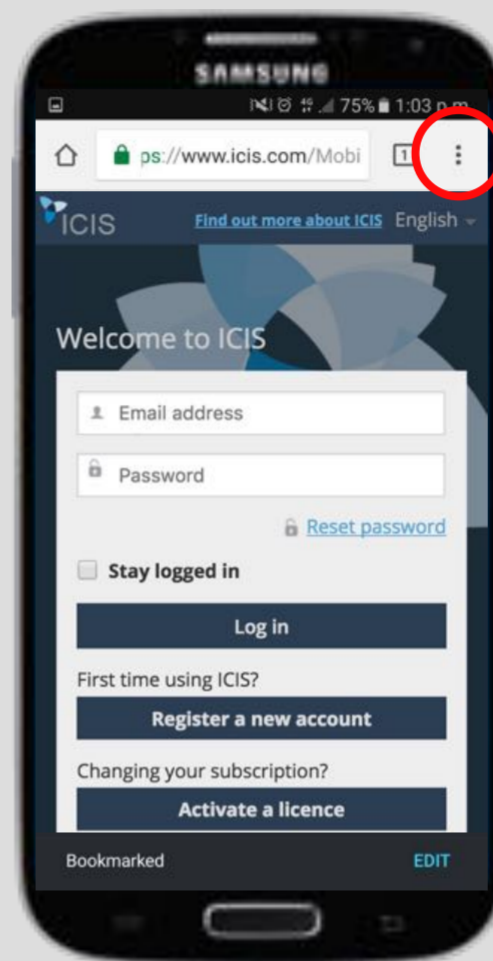 SAMSUNG
75% 1:03 p.m.
ps://www.icis.com/Mobi 1
ICIS Find out more about ICIS English
Welcome to ICIS
Email address
Password
Reset password
Stay logged in
Log in
First time using ICIS?
Register a new account
Changing your subscription?
Activate a licence
Bookmarked EDIT